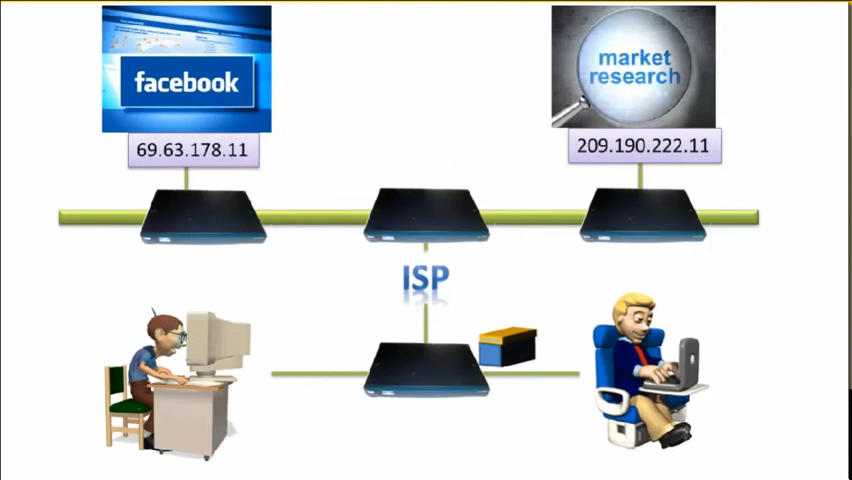 facebook
market
research
69.63.178.11
209.190.222.11
ISP